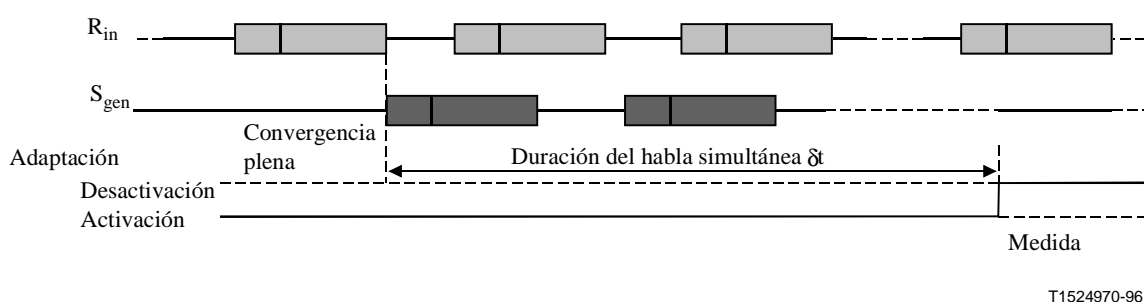 R_in
S_gen
Convergencia
plena
Adaptación
Duración del habla simultánea δt
Desactivación
Activación
Medida
T1524970-96